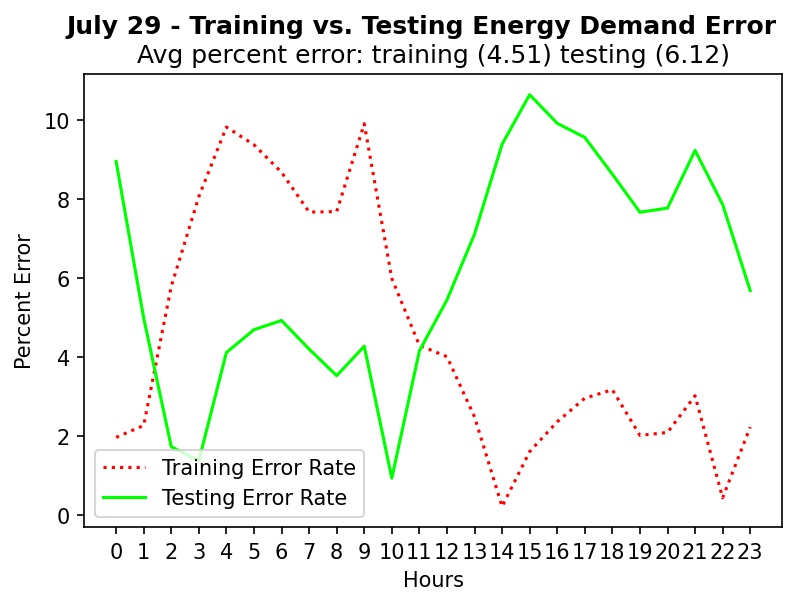 July 29 - Training vs. Testing Energy Demand Error
Avg percent error: training (4.51) testing (6.12)
Percent Error
10
8
6
4
2
0
Training Error Rate
Testing Error Rate
0 1 2 3 4 5 6 7 8 9 10 11 12 13 14 15 16 17 18 19 20 21 22 23
Hours